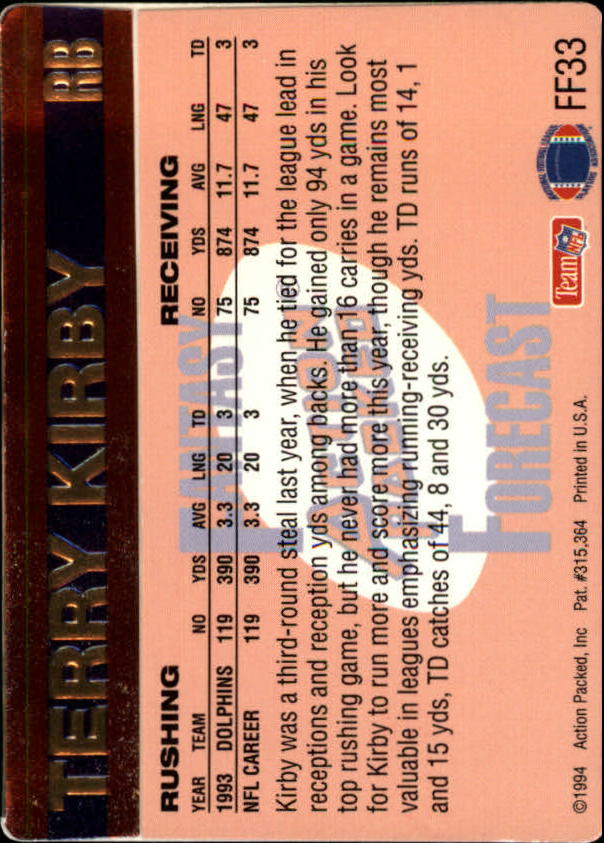 TERRY KIRBY RB
RUSHING RECEIVING
YEAR TEAM NO YDS AVG LNG TD NO YDS AVG LNG TD
1993 DOLPHINS 119 390 3.3 20 3 75 874 11.7 47 3
NFL CAREER 119 390 3.3 20 3 75 874 11.7 47 3
FANTASY
FORECAST
Kirby was a third-round steal last year, when he tied for the league lead in
receptions and reception yds among backs. He gained only 94 yds in his
top rushing game, but he never had more than 16 carries in a game. Look
for Kirby to run more and score more this year, though he remains most
valuable in leagues emphasizing running-receiving yds. TD runs of 14, 1
and 15 yds, TD catches of 44, 8 and 30 yds.
©1994 Action Packed, Inc Pat. #315,364 Printed in U.S.A.
Team NFL
FF33